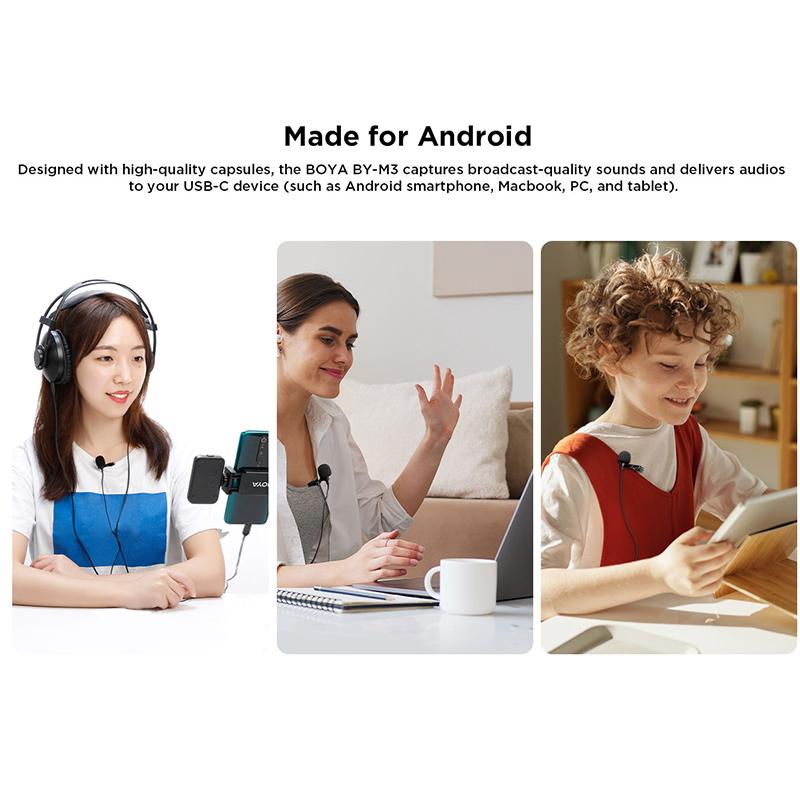 Made for Android
Designed with high-quality capsules, the BOYA BY-M3 captures broadcast-quality sounds and delivers audios
to your USB-C device (such as Android smartphone, Macbook, PC, and tablet).
BOYA